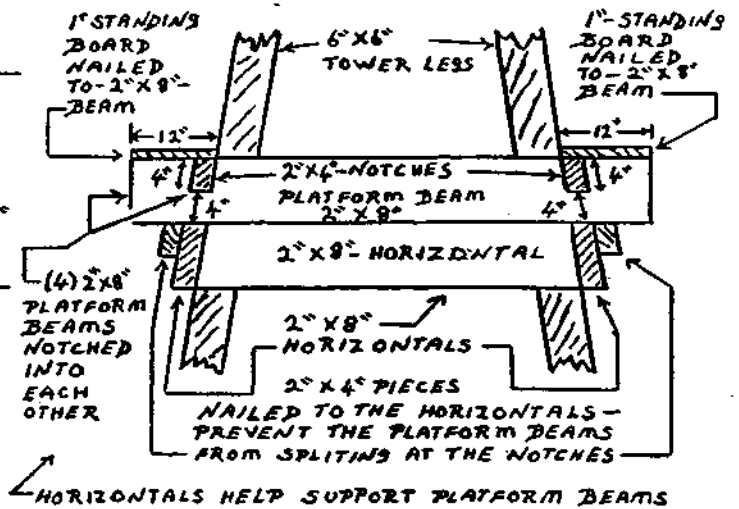 1" STANDING
BOARD
NAILED
TO-2"X8"-
BEAM
6"X6"
TOWER LEGS
1"-STANDING
BOARD
NAILED
TO-2"X8"
BEAM
12"
12"
4"
2"X4"-NOTCHES
4"
PLATFORM BEAM
4"
2"X8"
4"
2"X8"-HORIZONTAL
(4) 2"X8"
PLATFORM
BEAMS
NOTCHED
INTO
EACH
OTHER
2"X8"
HORIZONTALS
2"X4" PIECES
NAILED TO THE HORIZONTALS-
PREVENT THE PLATFORM BEAMS
FROM SPLITING AT THE NOTCHES
HORIZONTALS HELP SUPPORT PLATFORM BEAMS